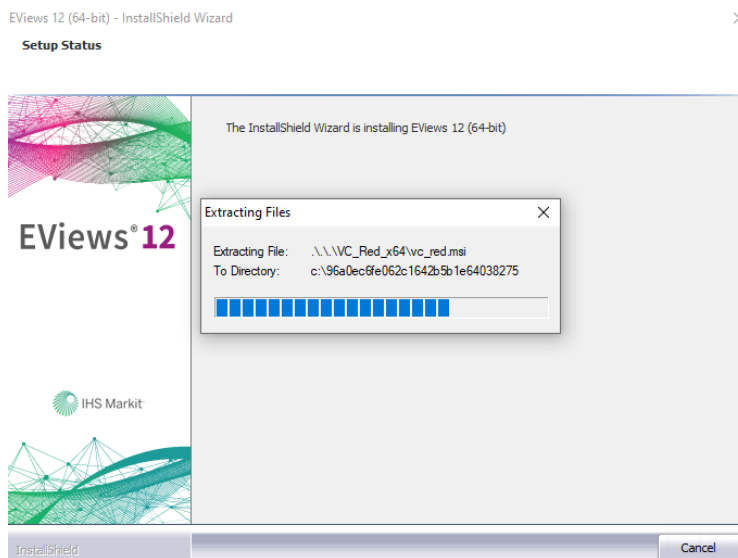 EViews 12 (64-bit) - InstallShield Wizard
Setup Status
The InstallShield Wizard is installing EViews 12 (64-bit)
Extracting Files
EViews® 12
Extracting File: .\.\.\VC_Red_x64\vc_red.msi
To Directory: c:\96a0ec6fe062c1642b5b1e64038275
IHS Markit
InstallShield
Cancel